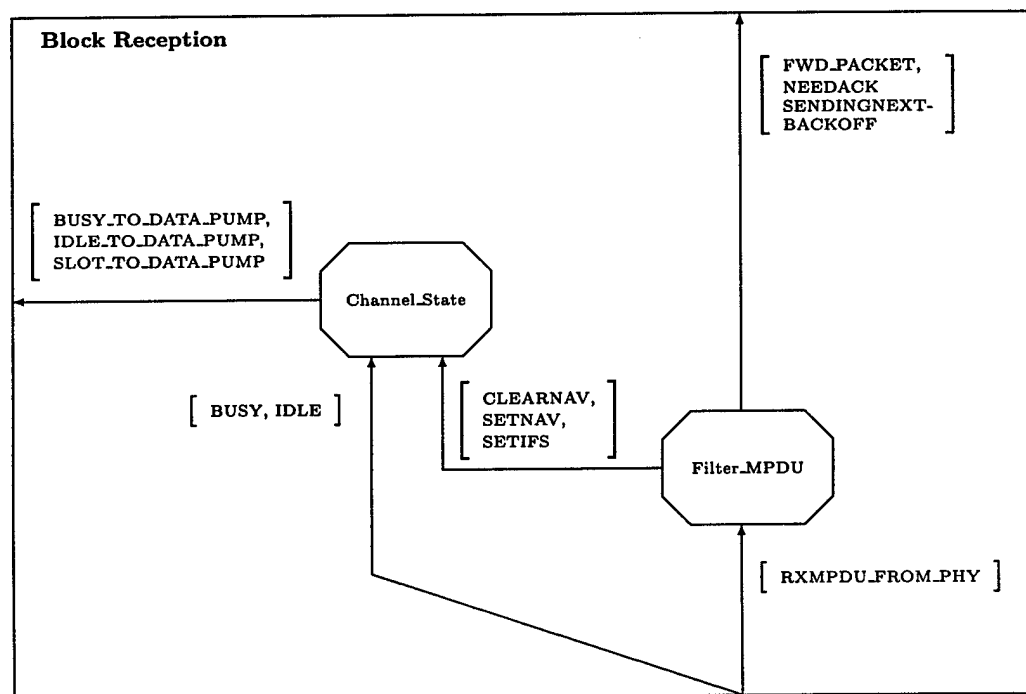 Block Reception
[ FWD_PACKET,
NEEDACK
SENDINGNEXT-
BACKOFF ]
[ BUSY_TO_DATA_PUMP,
IDLE_TO_DATA_PUMP,
SLOT_TO_DATA_PUMP ]
Channel_State
[ BUSY, IDLE ]
[ CLEARNAV,
SETNAV,
SETIFS ]
Filter_MPDU
[ RXMPDU_FROM_PHY ]